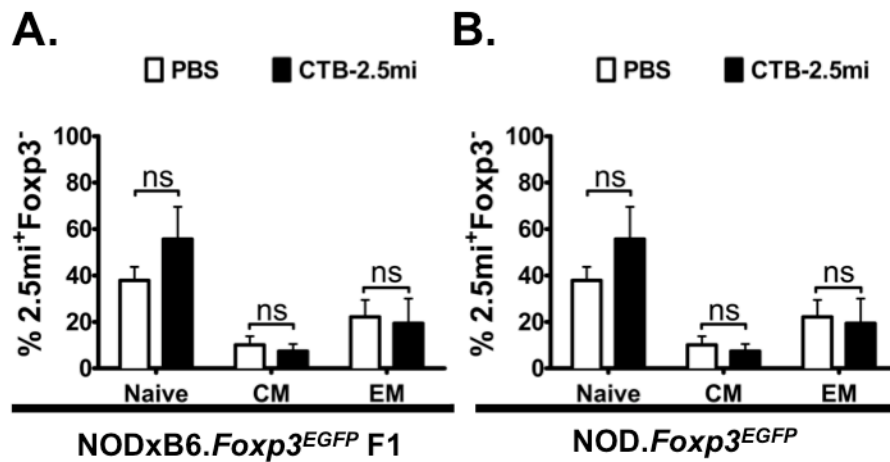 A.
PBS CTB-2.5mi
% 2.5mi⁺Foxp3⁻
100
80
60
40
20
0
ns
ns
ns
Naive CM EM
NODxB6.Foxp3ᴱᴳᶠᴾ F1
B.
PBS CTB-2.5mi
% 2.5mi⁺Foxp3⁻
100
80
60
40
20
0
ns
ns
ns
Naive CM EM
NOD.Foxp3ᴱᴳᶠᴾ